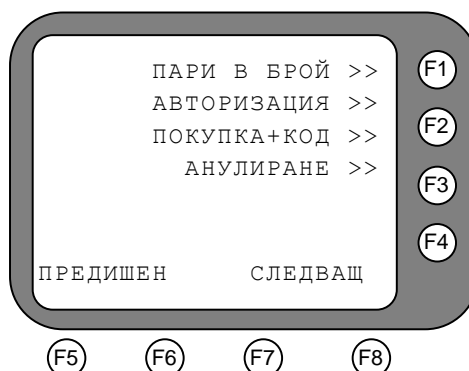 ПАРИ В БРОЙ >> F1
АВТОРИЗАЦИЯ >> F2
ПОКУПКА+КОД >> F3
АНУЛИРАНЕ >> F4
ПРЕДИШЕН СЛЕДВАЩ
F5 F6 F7 F8